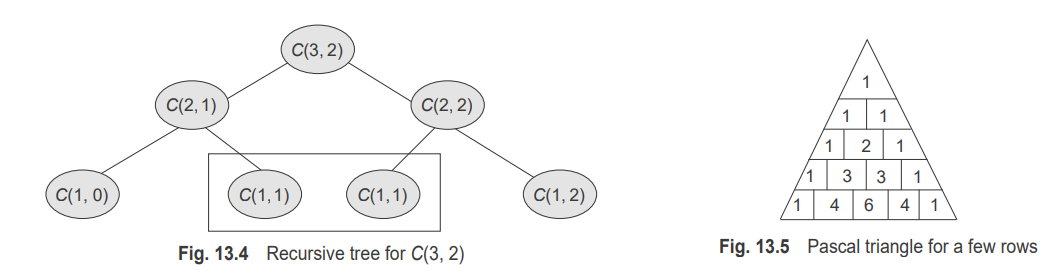 C(3, 2)
C(2, 1) C(2, 2)
C(1, 0) C(1, 1) C(1, 1) C(1, 2)
Fig. 13.4 Recursive tree for C(3, 2)
1
1 1
1 2 1
1 3 3 1
1 4 6 4 1
Fig. 13.5 Pascal triangle for a few rows